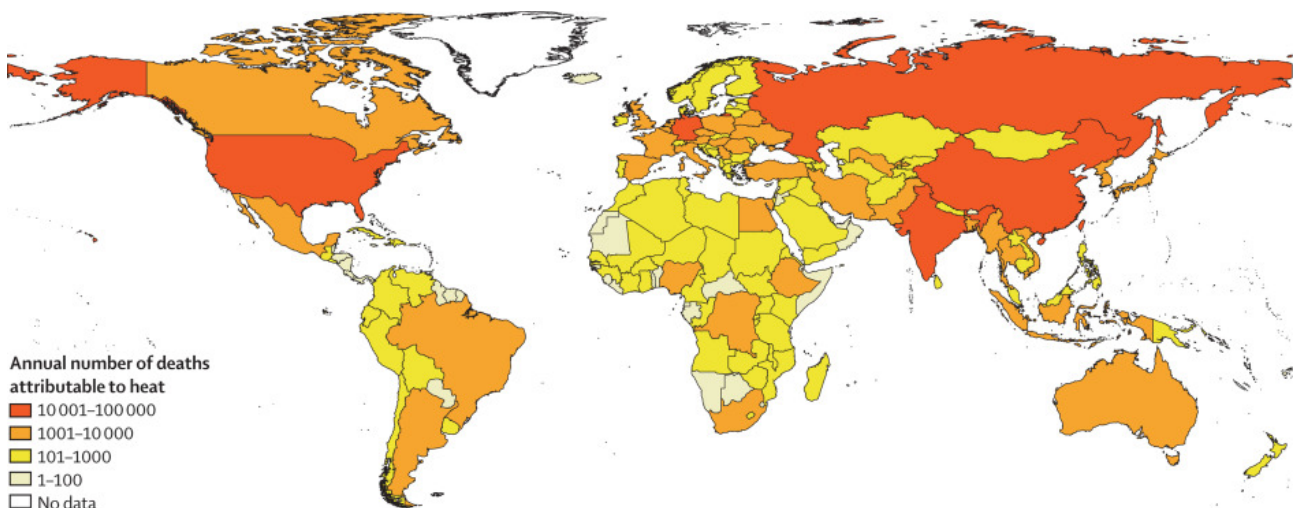 Annual number of deaths
attributable to heat
10 001–100 000
1001–10 000
101–1000
1–100
No data